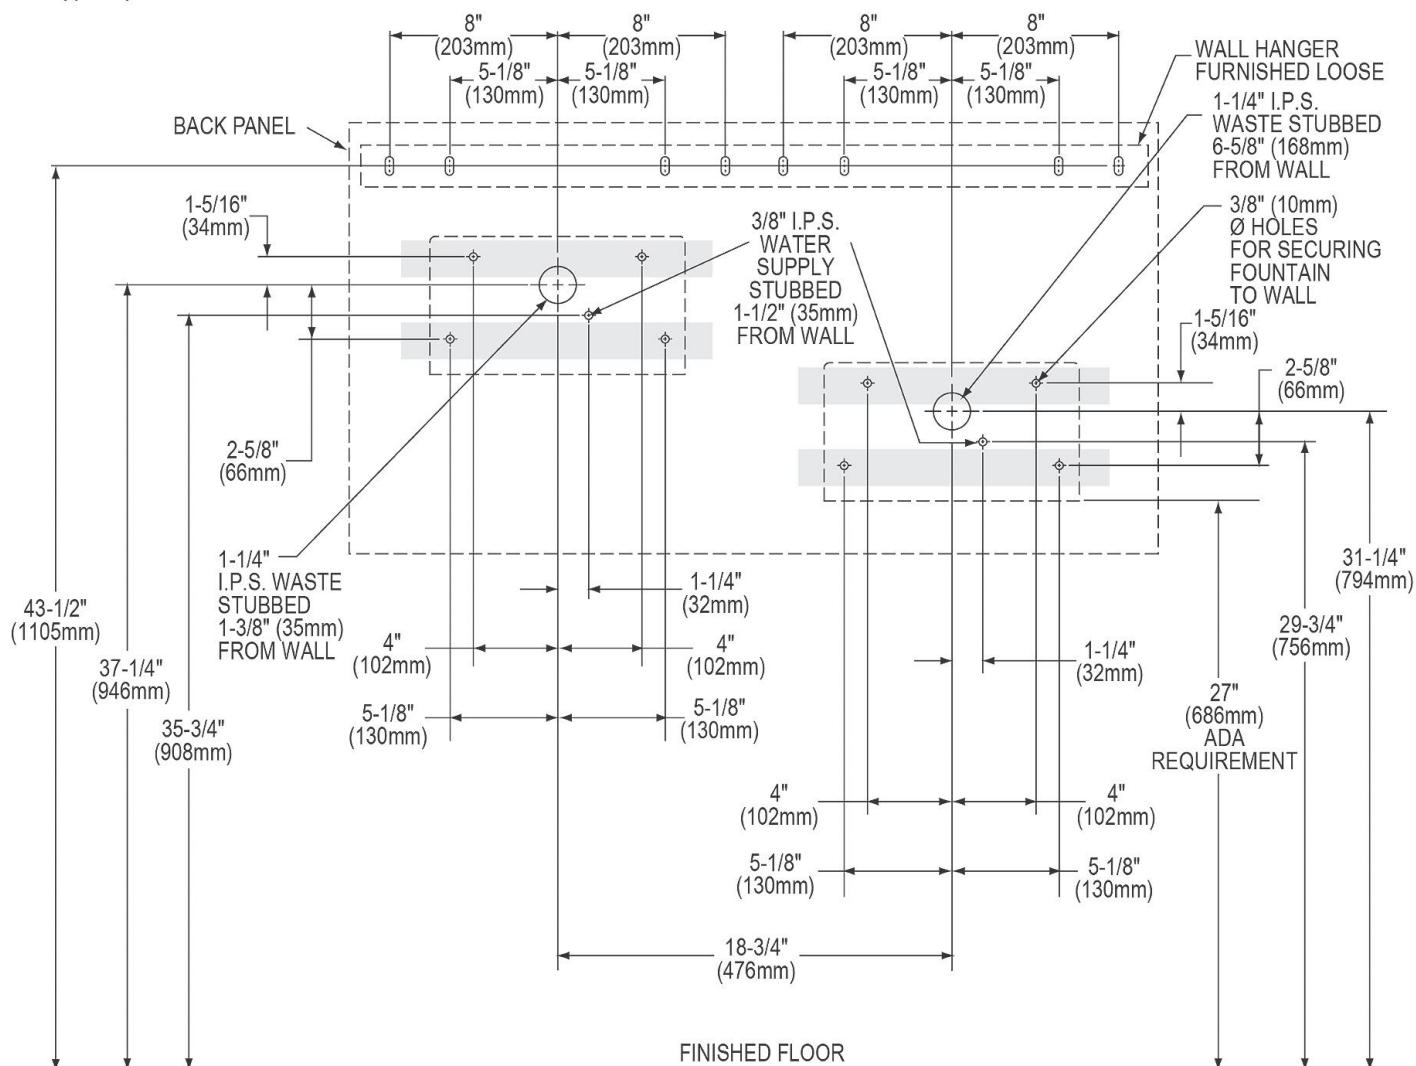 8"
(203mm)
8"
(203mm)
8"
(203mm)
8"
(203mm)
5-1/8"
(130mm)
5-1/8"
(130mm)
5-1/8"
(130mm)
5-1/8"
(130mm)
WALL HANGER
FURNISHED LOOSE
1-1/4" I.P.S.
WASTE STUBBED
6-5/8" (168mm)
FROM WALL
BACK PANEL
1-5/16"
(34mm)
3/8" I.P.S.
WATER
SUPPLY
STUBBED
1-1/2" (35mm)
FROM WALL
3/8" (10mm)
Ø HOLES
FOR SECURING
FOUNTAIN
TO WALL
1-5/16"
(34mm)
2-5/8"
(66mm)
2-5/8"
(66mm)
1-1/4"
I.P.S. WASTE
STUBBED
1-3/8" (35mm)
FROM WALL
1-1/4"
(32mm)
31-1/4"
(794mm)
43-1/2"
(1105mm)
4"
(102mm)
4"
(102mm)
29-3/4"
(756mm)
1-1/4"
(32mm)
37-1/4"
(946mm)
5-1/8"
(130mm)
5-1/8"
(130mm)
27"
(686mm)
ADA
REQUIREMENT
35-3/4"
(908mm)
4"
(102mm)
4"
(102mm)
5-1/8"
(130mm)
5-1/8"
(130mm)
18-3/4"
(476mm)
FINISHED FLOOR